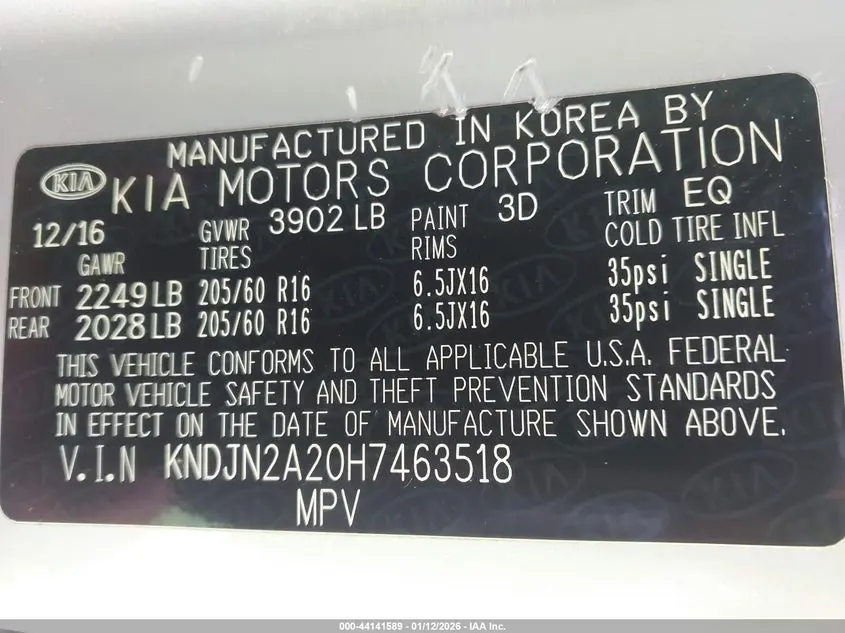 MANUFACTURED IN KOREA BY
KIA KIA MOTORS CORPORATION
12/16 GVWR 3902 LB PAINT 3D TRIM EQ
GAWR TIRES RIMS COLD TIRE INFL
FRONT 2249 LB 205/60 R16 6.5JX16 35psi SINGLE
REAR 2028 LB 205/60 R16 6.5JX16 35psi SINGLE
THIS VEHICLE CONFORMS TO ALL APPLICABLE U.S.A. FEDERAL
MOTOR VEHICLE SAFETY AND THEFT PREVENTION STANDARDS
IN EFFECT ON THE DATE OF MANUFACTURE SHOWN ABOVE.
V.I.N KNDJN2A20H7463518
MPV
000-44141589 - 01/12/2026 - IAA Inc.